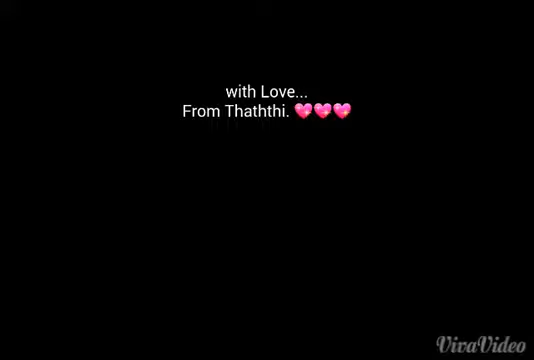 with Love...
From Thaththi. 💖💖💖
VivaVideo